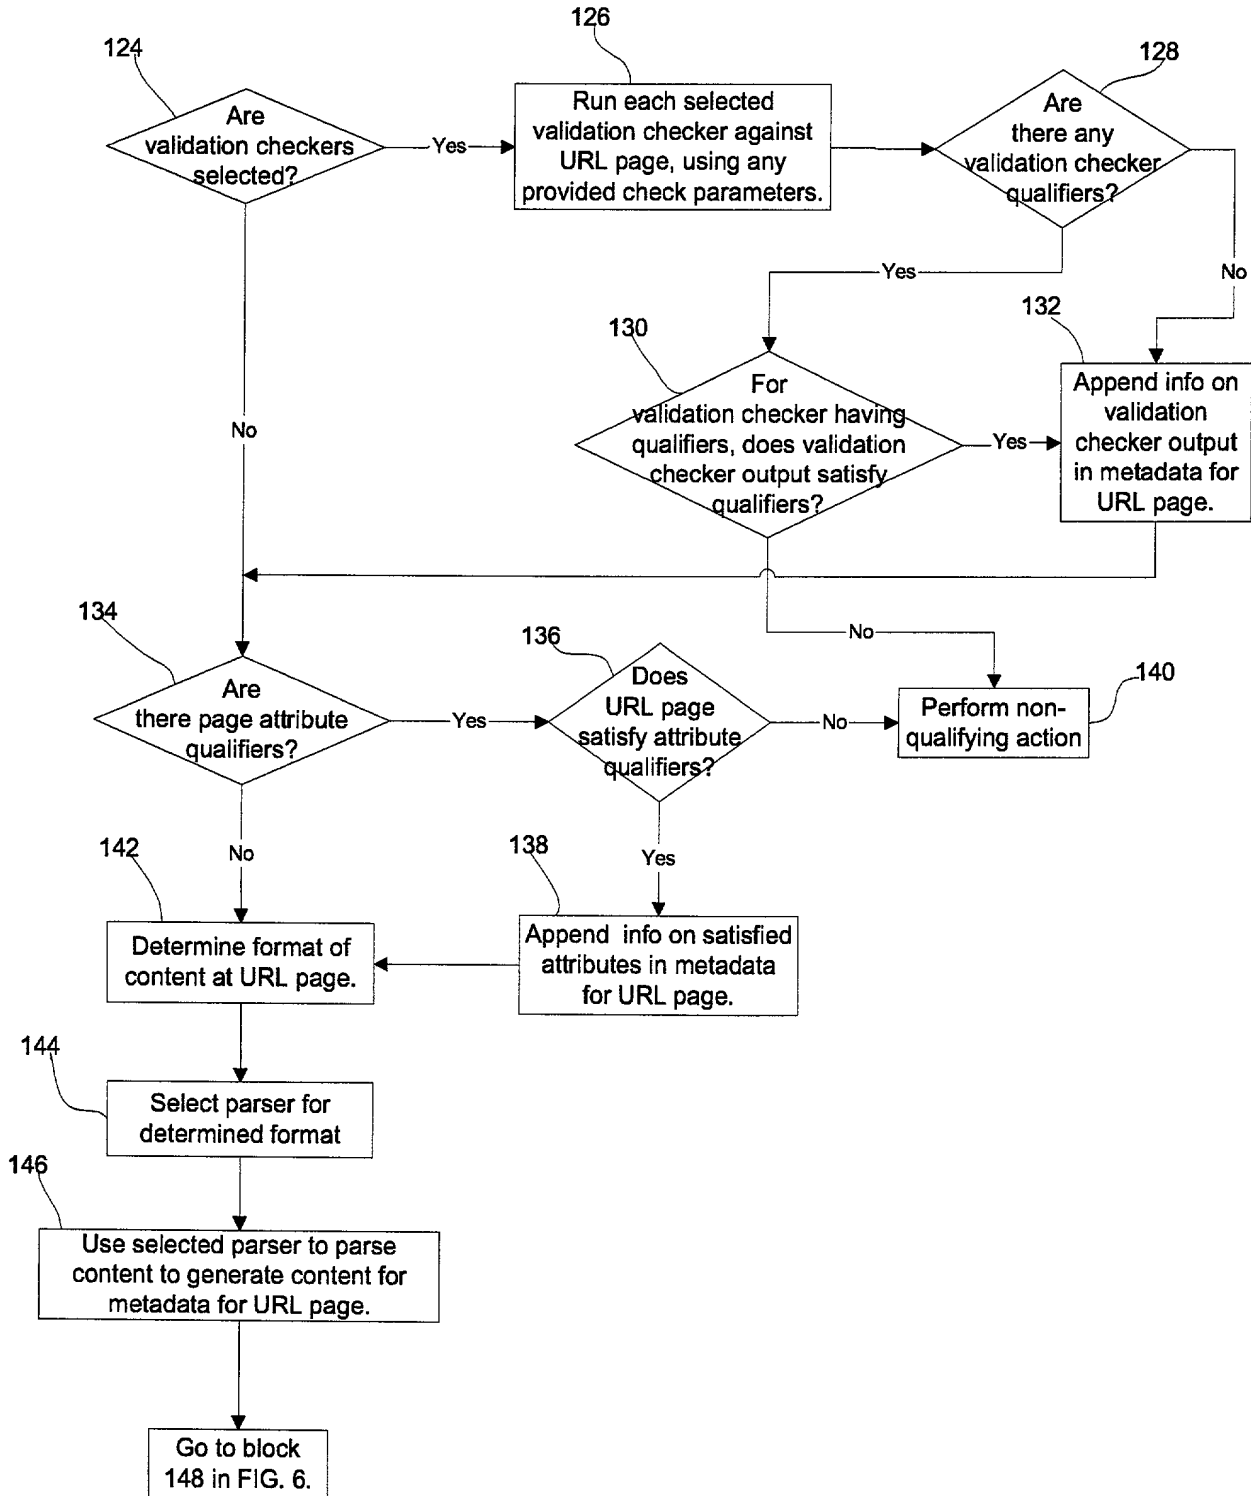 124
Are
validation checkers
selected?
Yes
126
Run each selected
validation checker against
URL page, using any
provided check parameters.
128
Are
there any
validation checker
qualifiers?
Yes
No
130
For
validation checker having
qualifiers, does validation
checker output satisfy
qualifiers?
Yes
132
Append info on
validation
checker output
in metadata for
URL page.
No
No
134
Are
there page attribute
qualifiers?
Yes
136
Does
URL page
satisfy attribute
qualifiers?
No
140
Perform non-
qualifying action
No
Yes
138
Append info on satisfied
attributes in metadata
for URL page.
142
Determine format of
content at URL page.
144
Select parser for
determined format
146
Use selected parser to parse
content to generate content for
metadata for URL page.
Go to block
148 in FIG. 6.